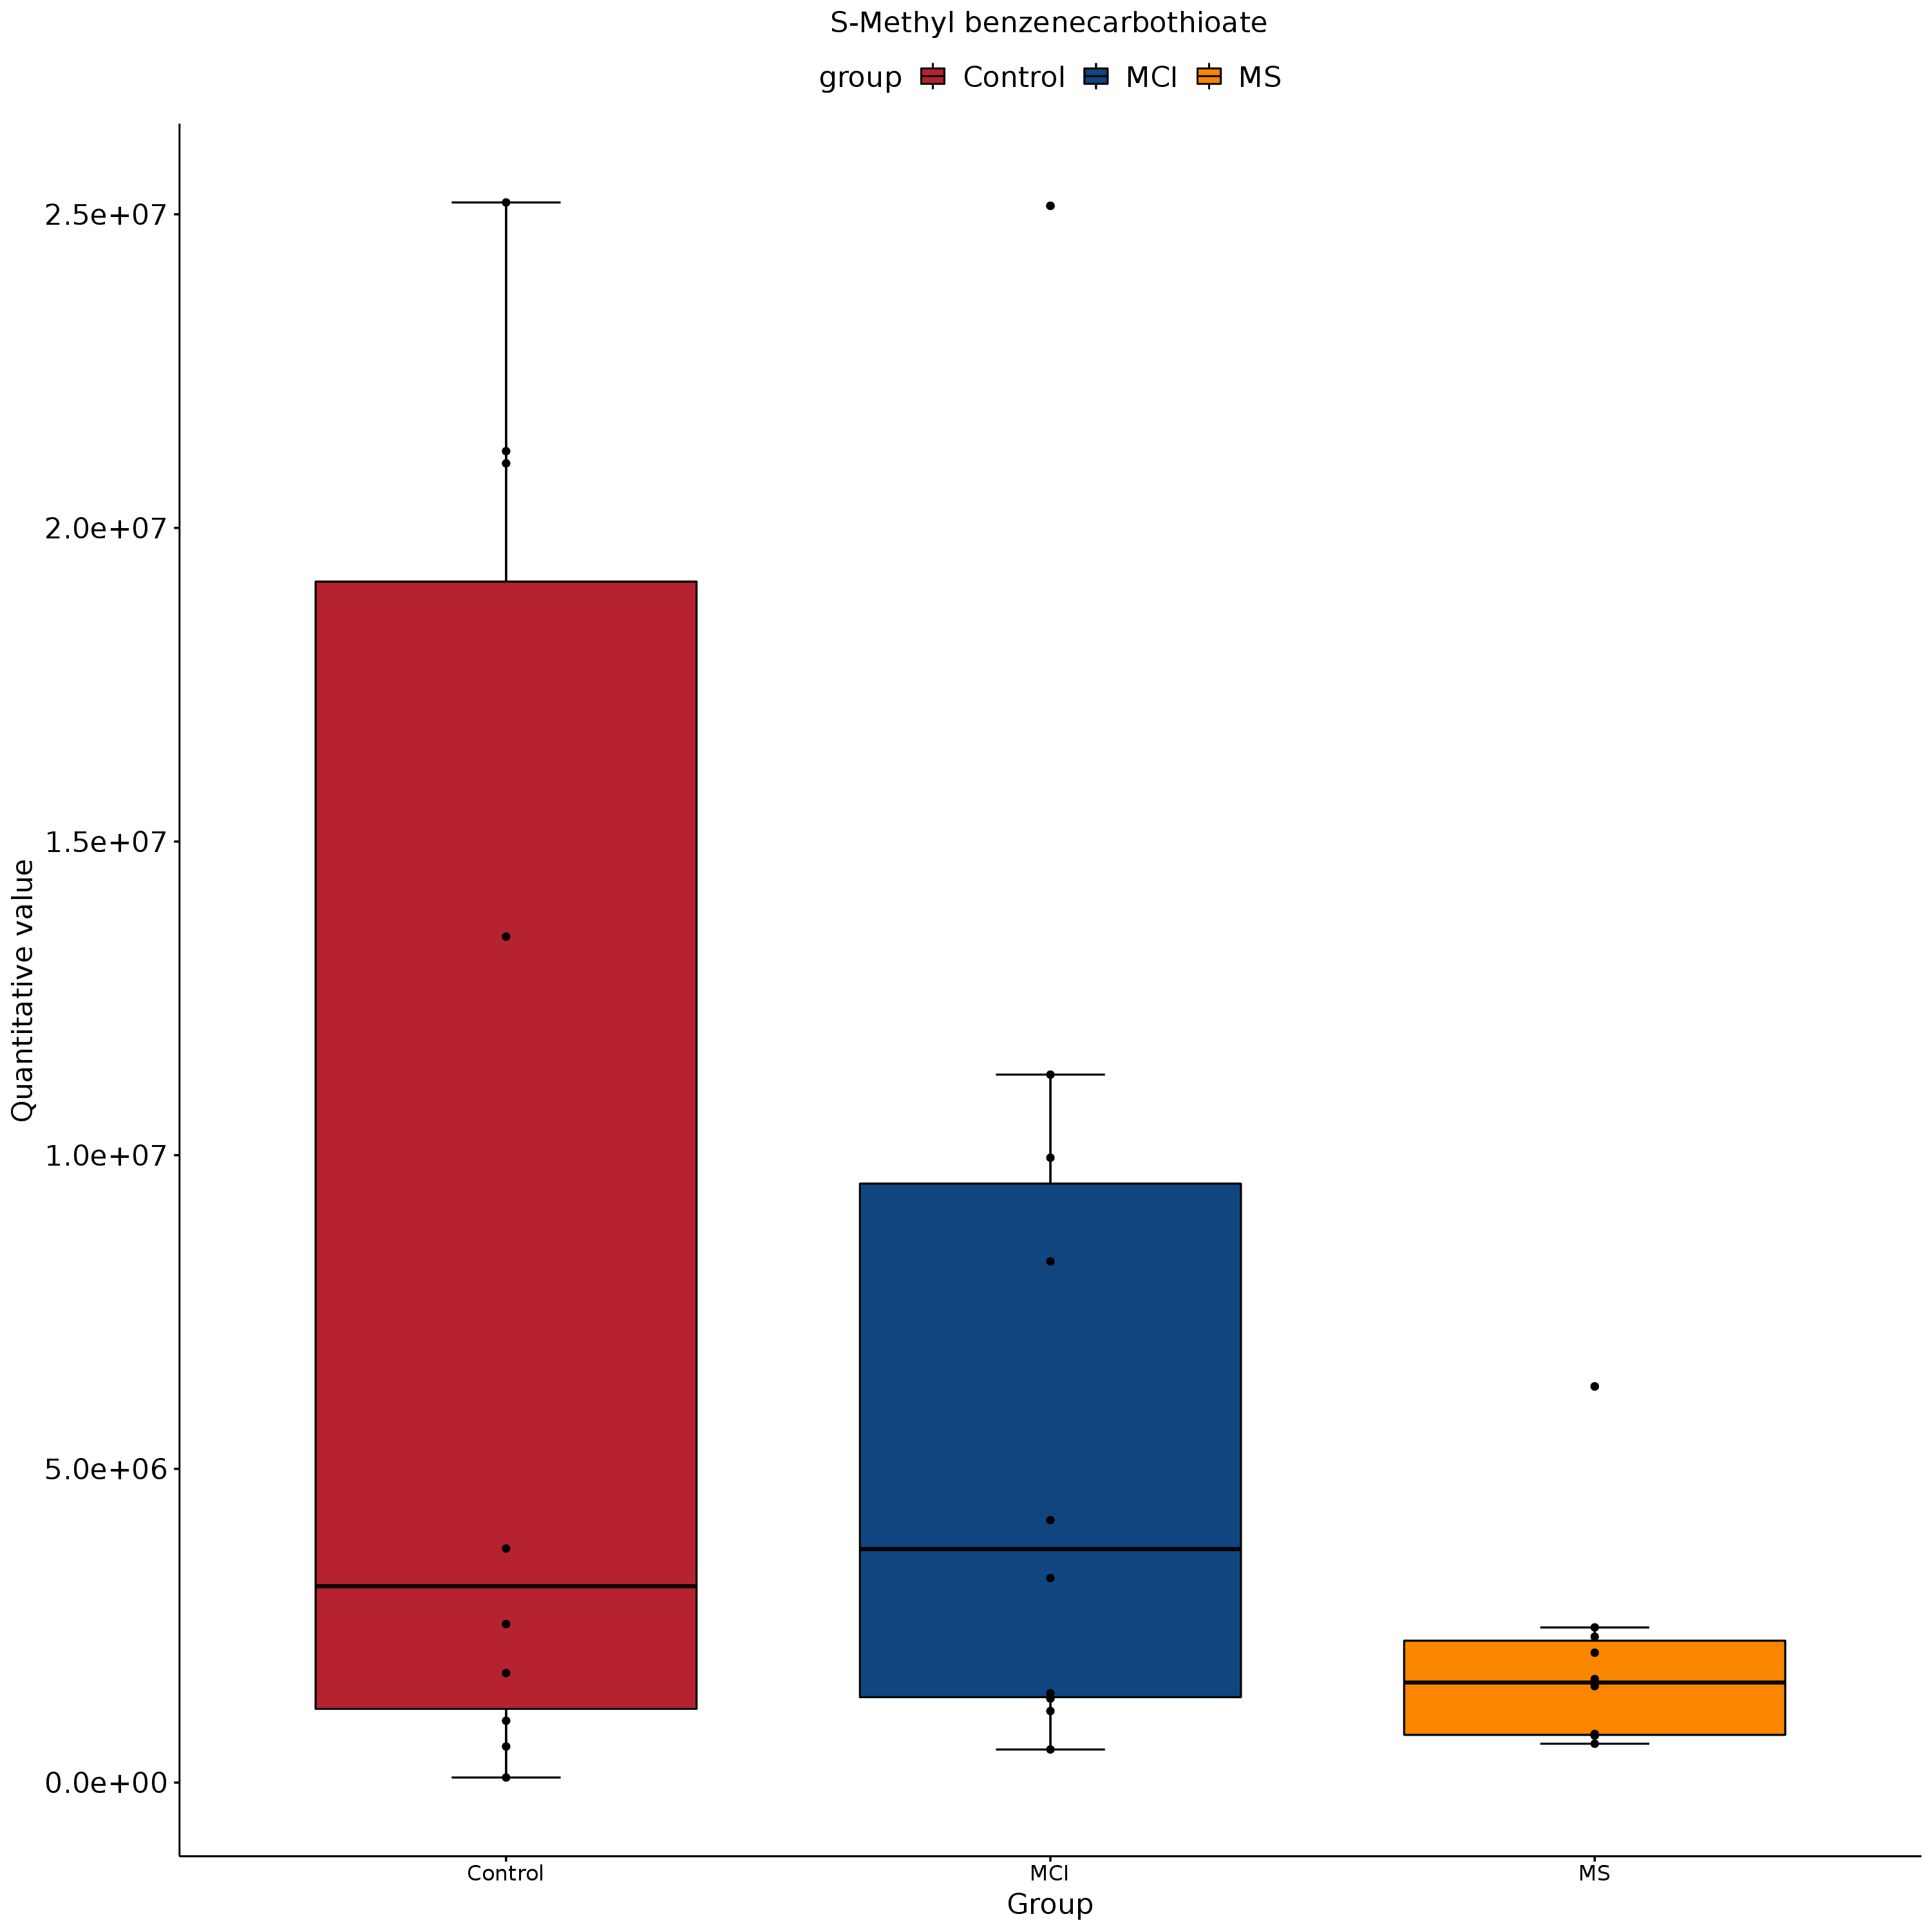 S-Methyl benzenecarbothioate
group Control MCI MS
2.5e+07
2.0e+07
1.5e+07
1.0e+07
5.0e+06
0.0e+00
Quantitative value
Control MCI MS
Group